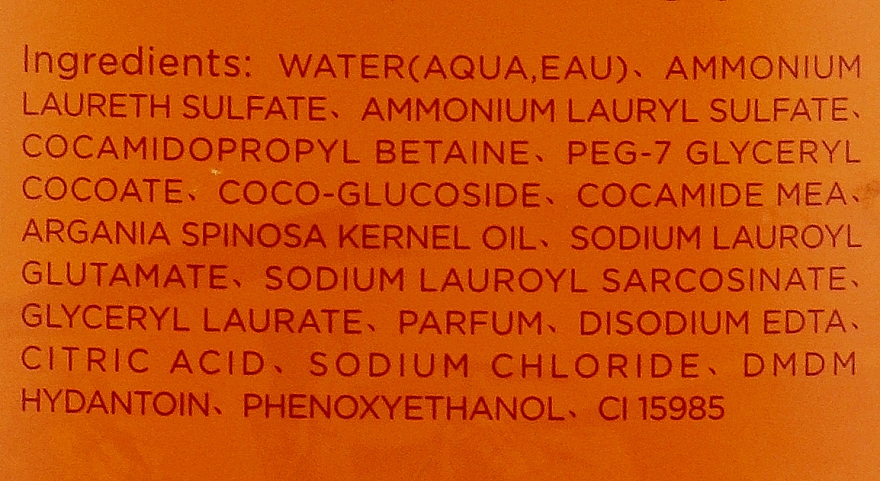 Ingredients: WATER(AQUA,EAU)、AMMONIUM
LAURETH SULFATE、AMMONIUM LAURYL SULFATE、
COCAMIDOPROPYL BETAINE、PEG-7 GLYCERYL
COCOATE、COCO-GLUCOSIDE、COCAMIDE MEA、
ARGANIA SPINOSA KERNEL OIL、SODIUM LAUROYL
GLUTAMATE、SODIUM LAUROYL SARCOSINATE、
GLYCERYL LAURATE、PARFUM、DISODIUM EDTA、
CITRIC ACID、SODIUM CHLORIDE、DMDM
HYDANTOIN、PHENOXYETHANOL、CI 15985